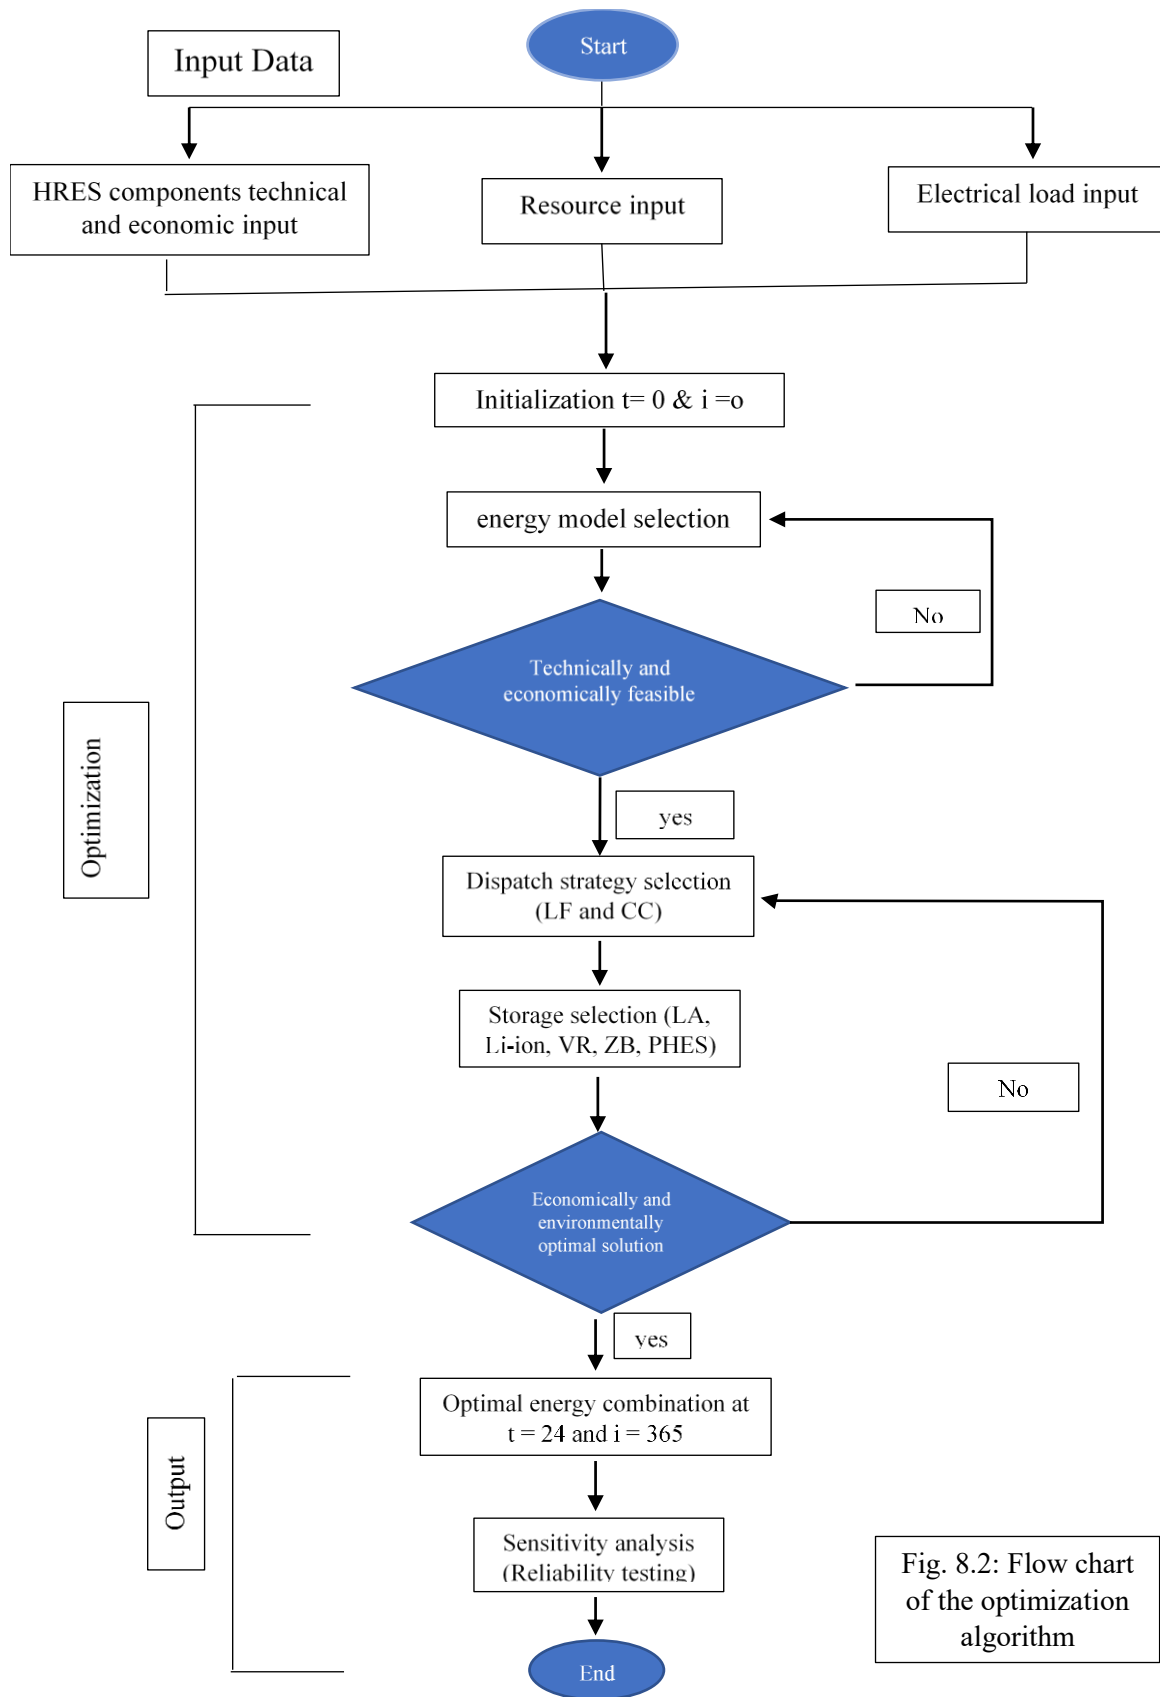 Start
Input Data
HRES components technical
and economic input
Resource input
Electrical load input
Initialization t= 0 & i =o
energy model selection
No
Technically and
economically feasible
Optimization
yes
Dispatch strategy selection
(LF and CC)
Storage selection (LA,
Li-ion, VR, ZB, PHES)
No
Economically and
environmentally
optimal solution
yes
Optimal energy combination at
t = 24 and i = 365
Output
Sensitivity analysis
(Reliability testing)
Fig. 8.2: Flow chart
of the optimization
algorithm
End